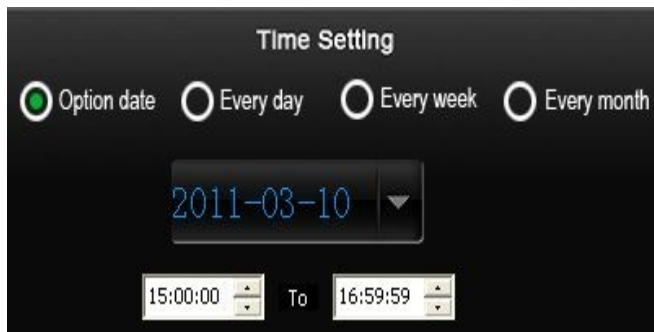 Time Setting
Option date Every day Every week Every month
2011-03-10
15:00:00 To 16:59:59